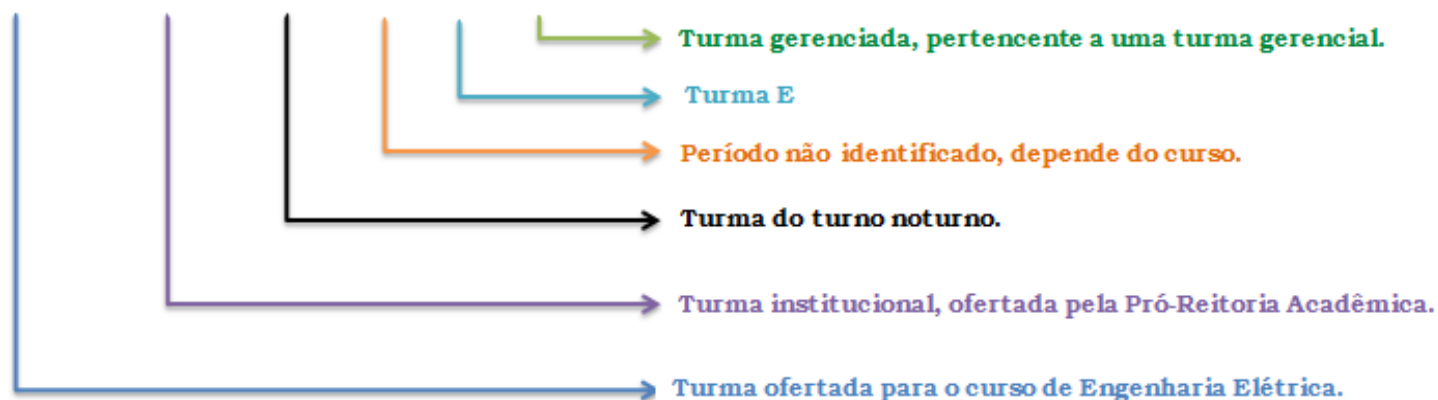 Turma gerenciada, pertencente a uma turma gerencial.
Turma E
Período não identificado, depende do curso.
Turma do turno noturno.
Turma institucional, ofertada pela Pró-Reitoria Acadêmica.
Turma ofertada para o curso de Engenharia Elétrica.